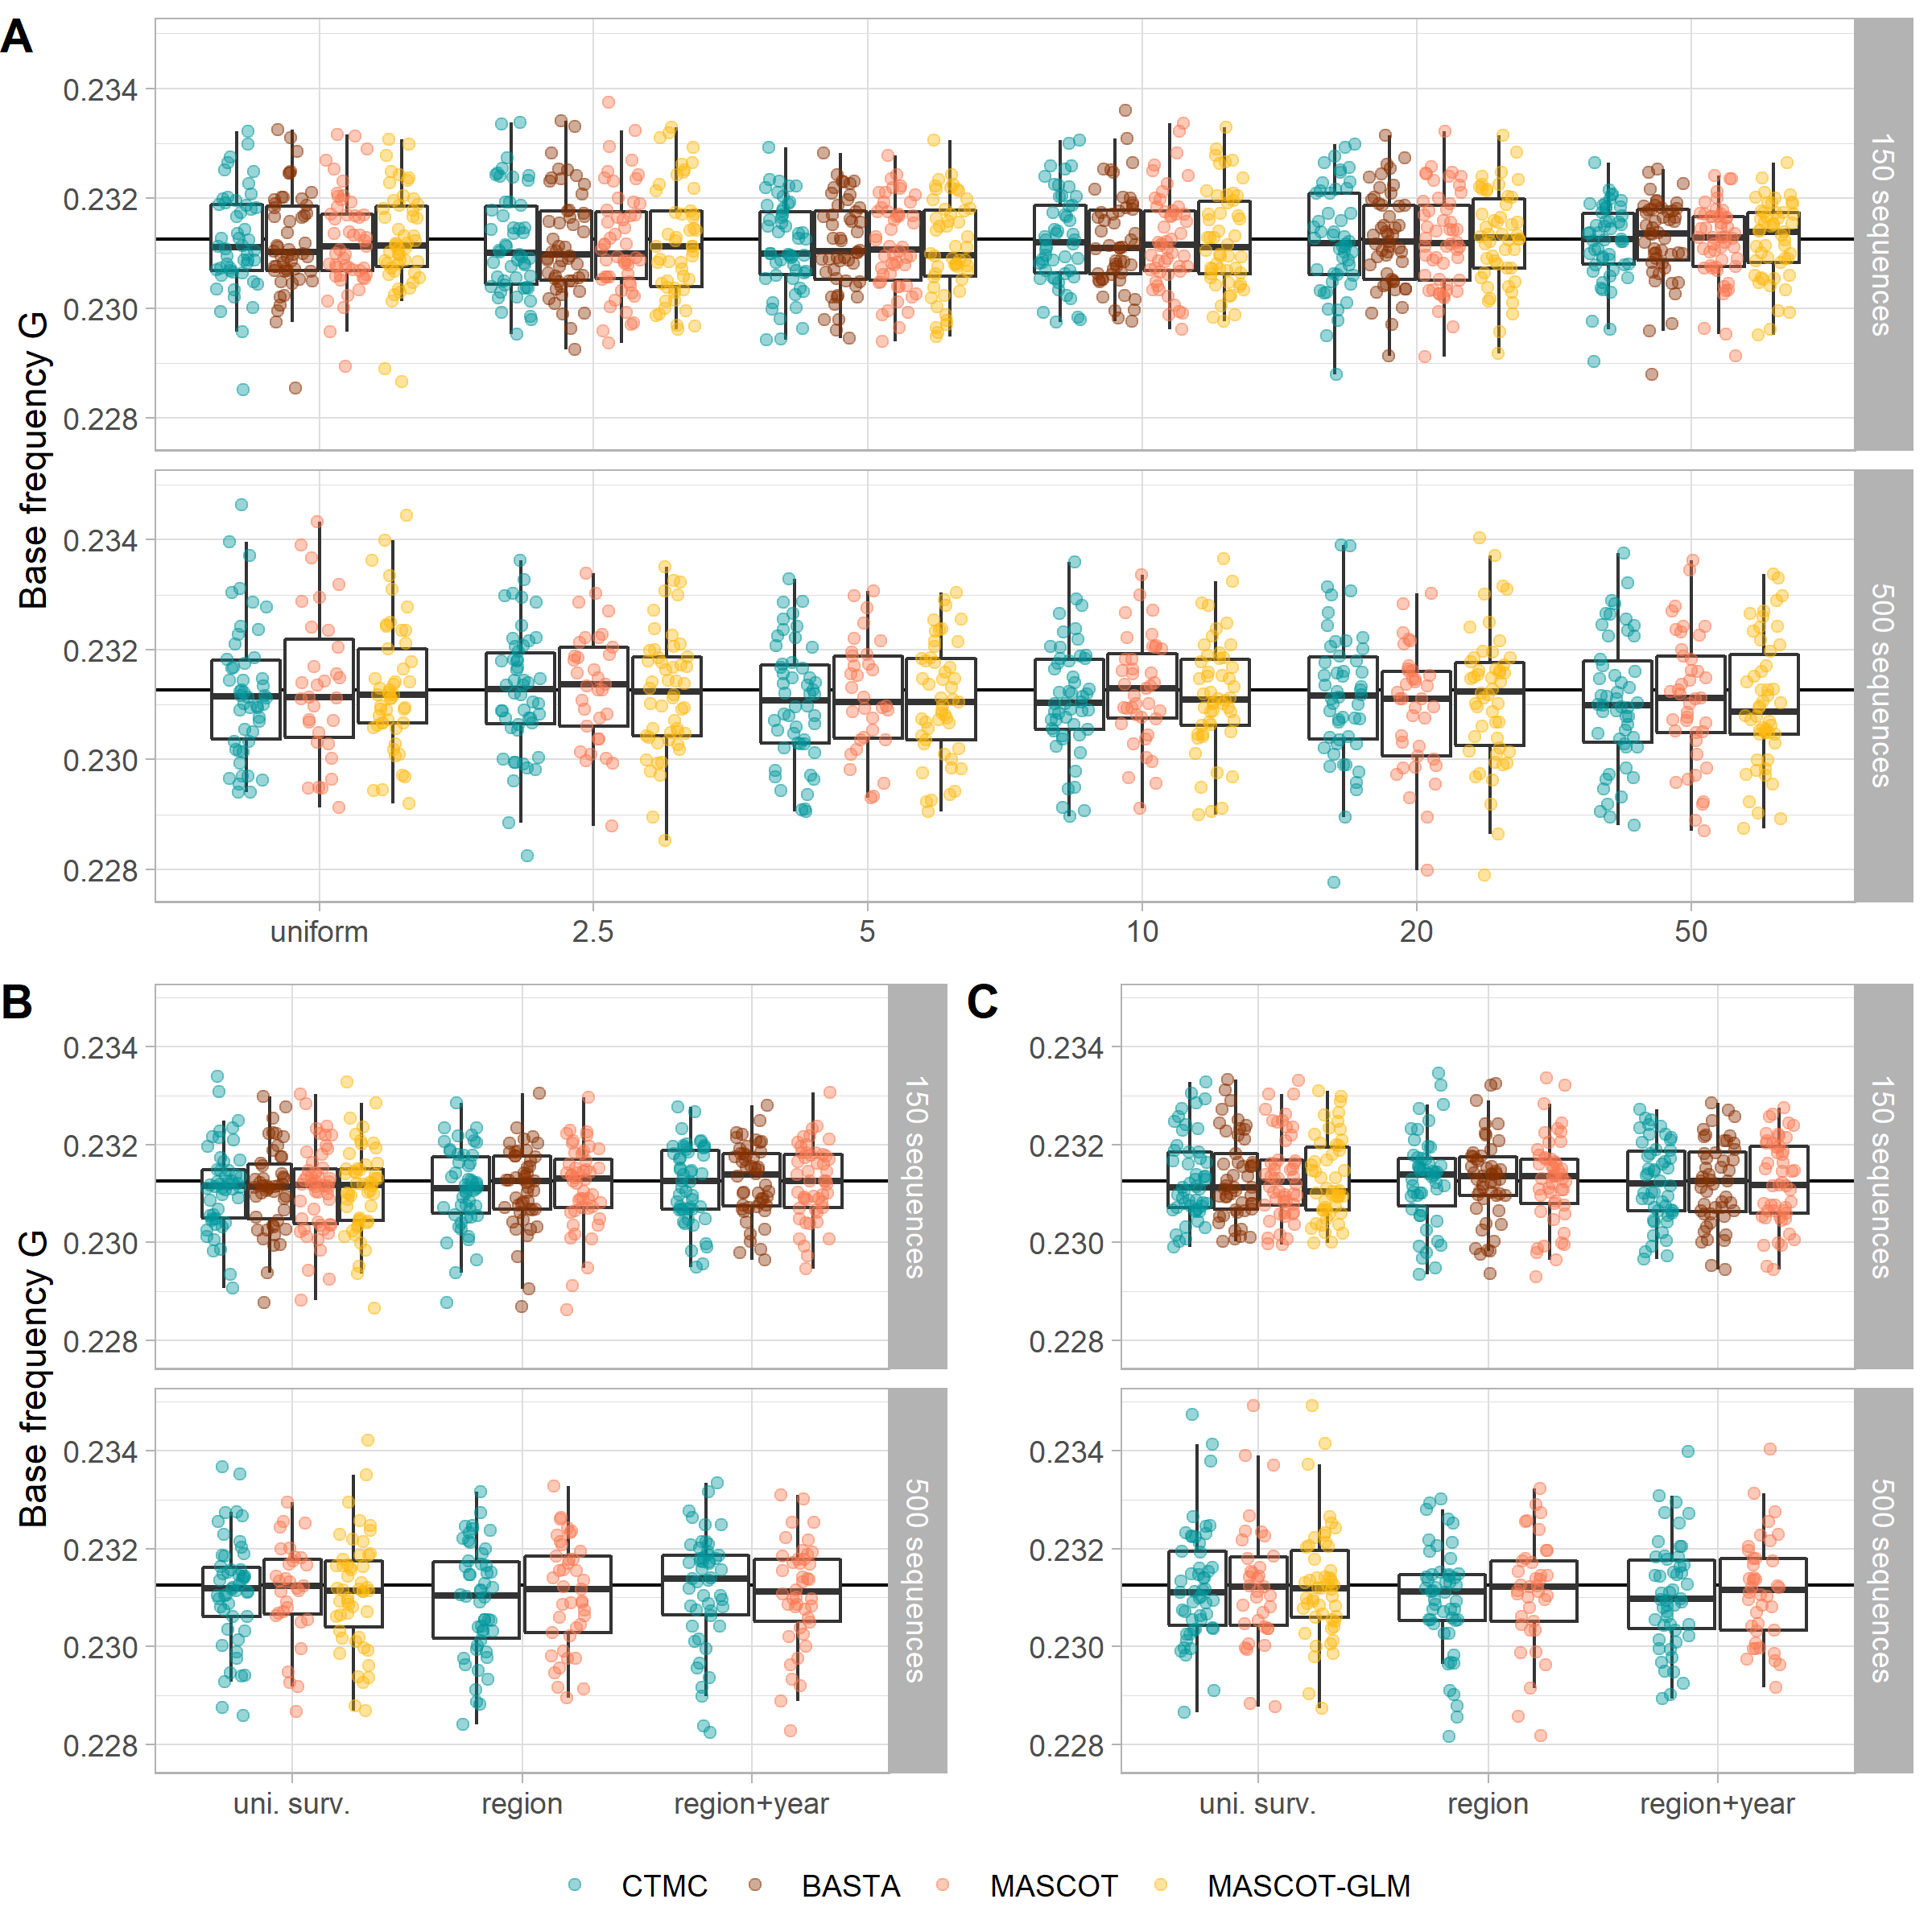 A
Base frequency G
0.234
0.232
0.230
0.228
150 sequences
0.234
0.232
0.230
0.228
500 sequences
uniform 2.5 5 10 20 50
B
Base frequency G
0.234
0.232
0.230
0.228
150 sequences
0.234
0.232
0.230
0.228
500 sequences
uni. surv. region region+year
C
0.234
0.232
0.230
0.228
150 sequences
0.234
0.232
0.230
0.228
500 sequences
uni. surv. region region+year
CTMC BASTA MASCOT MASCOT-GLM